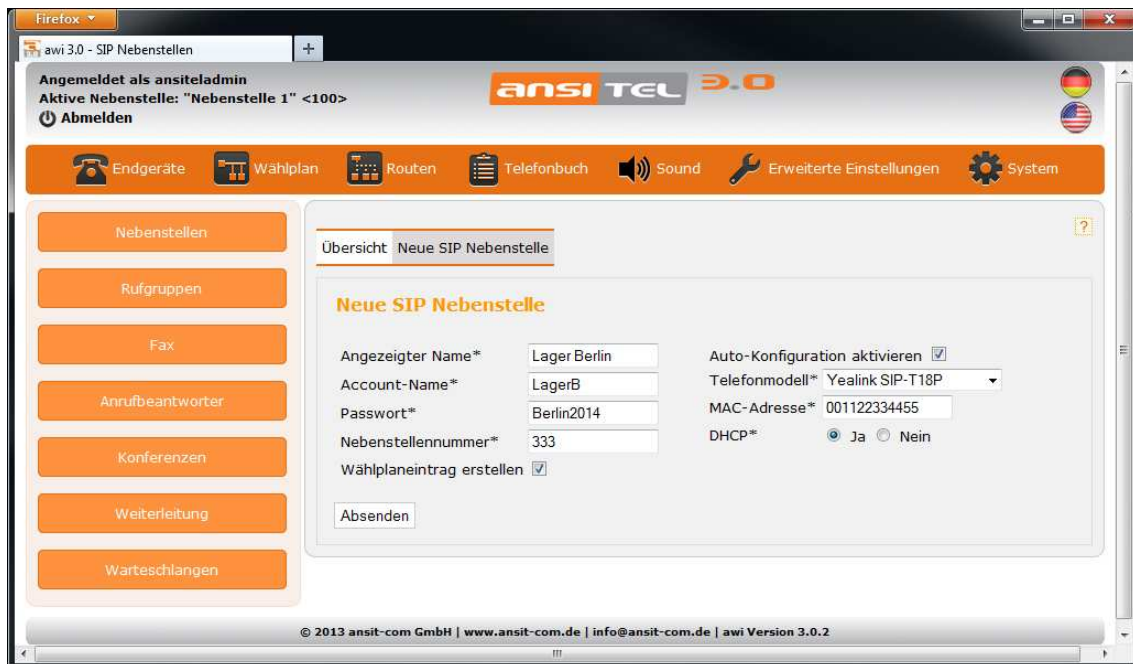 Firefox
awi 3.0 - SIP Nebenstellen
+
Angemeldet als ansiteladmin
Aktive Nebenstelle: "Nebenstelle 1" <100>
Abmelden
ansi TEL 3.0
Endgeräte Wählplan Routen Telefonbuch Sound Erweiterte Einstellungen System
Nebenstellen
Rufgruppen
Fax
Anrufbeantworter
Konferenzen
Weiterleitung
Warteschlangen
?
Übersicht Neue SIP Nebenstelle
Neue SIP Nebenstelle
Angezeigter Name* Lager Berlin
Account-Name* LagerB
Passwort* Berlin2014
Nebenstellennummer* 333
Wählplaneintrag erstellen
Auto-Konfiguration aktivieren
Telefonmodell* Yealink SIP-T18P
MAC-Adresse* 001122334455
DHCP* Ja Nein
Absenden
© 2013 ansit-com GmbH | www.ansit-com.de | info@ansit-com.de | awi Version 3.0.2